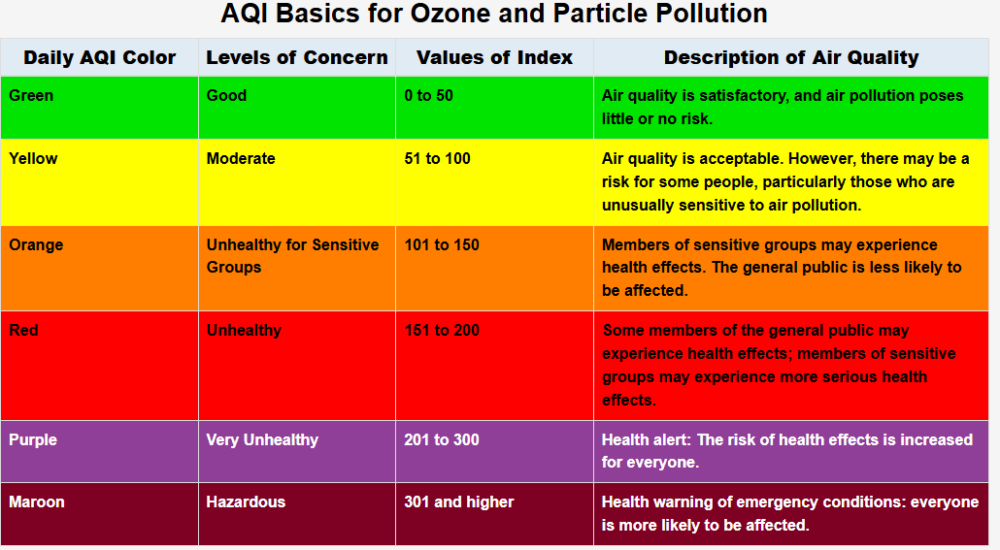 AQI Basics for Ozone and Particle Pollution
Daily AQI Color Levels of Concern Values of Index Description of Air Quality
Green Good 0 to 50 Air quality is satisfactory, and air pollution poses
little or no risk.
Yellow Moderate 51 to 100 Air quality is acceptable. However, there may be a
risk for some people, particularly those who are
unusually sensitive to air pollution.
Orange Unhealthy for Sensitive 101 to 150 Members of sensitive groups may experience
Groups health effects. The general public is less likely to
be affected.
Red Unhealthy 151 to 200 Some members of the general public may
experience health effects; members of sensitive
groups may experience more serious health
effects.
Purple Very Unhealthy 201 to 300 Health alert: The risk of health effects is increased
for everyone.
Maroon Hazardous 301 and higher Health warning of emergency conditions: everyone
is more likely to be affected.